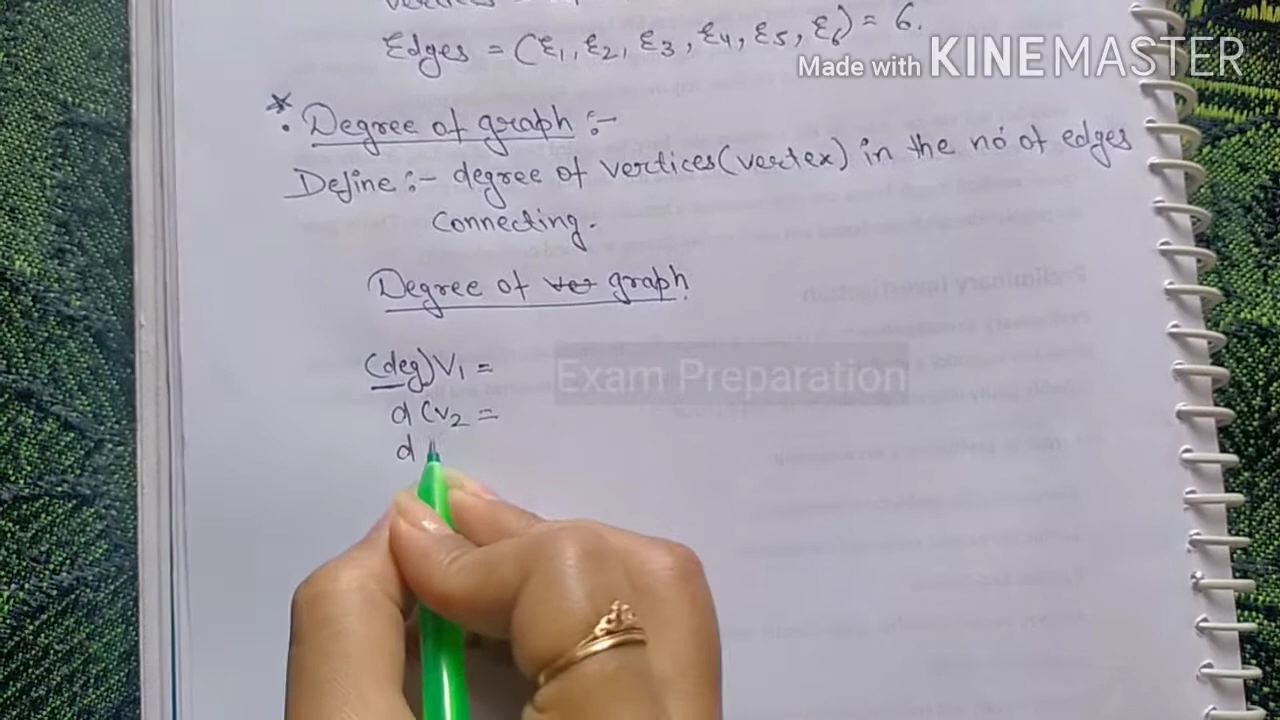 Edges = (ε1, ε2, ε3, ε4, ε5, ε6) = 6.
Made with KINEMASTER
* Degree of graph :-
Define :- degree of vertices (vertex) in the no of edges
connecting.
Degree of graph.
(deg) V1 =
Exam Preparation
d (v2 =
d